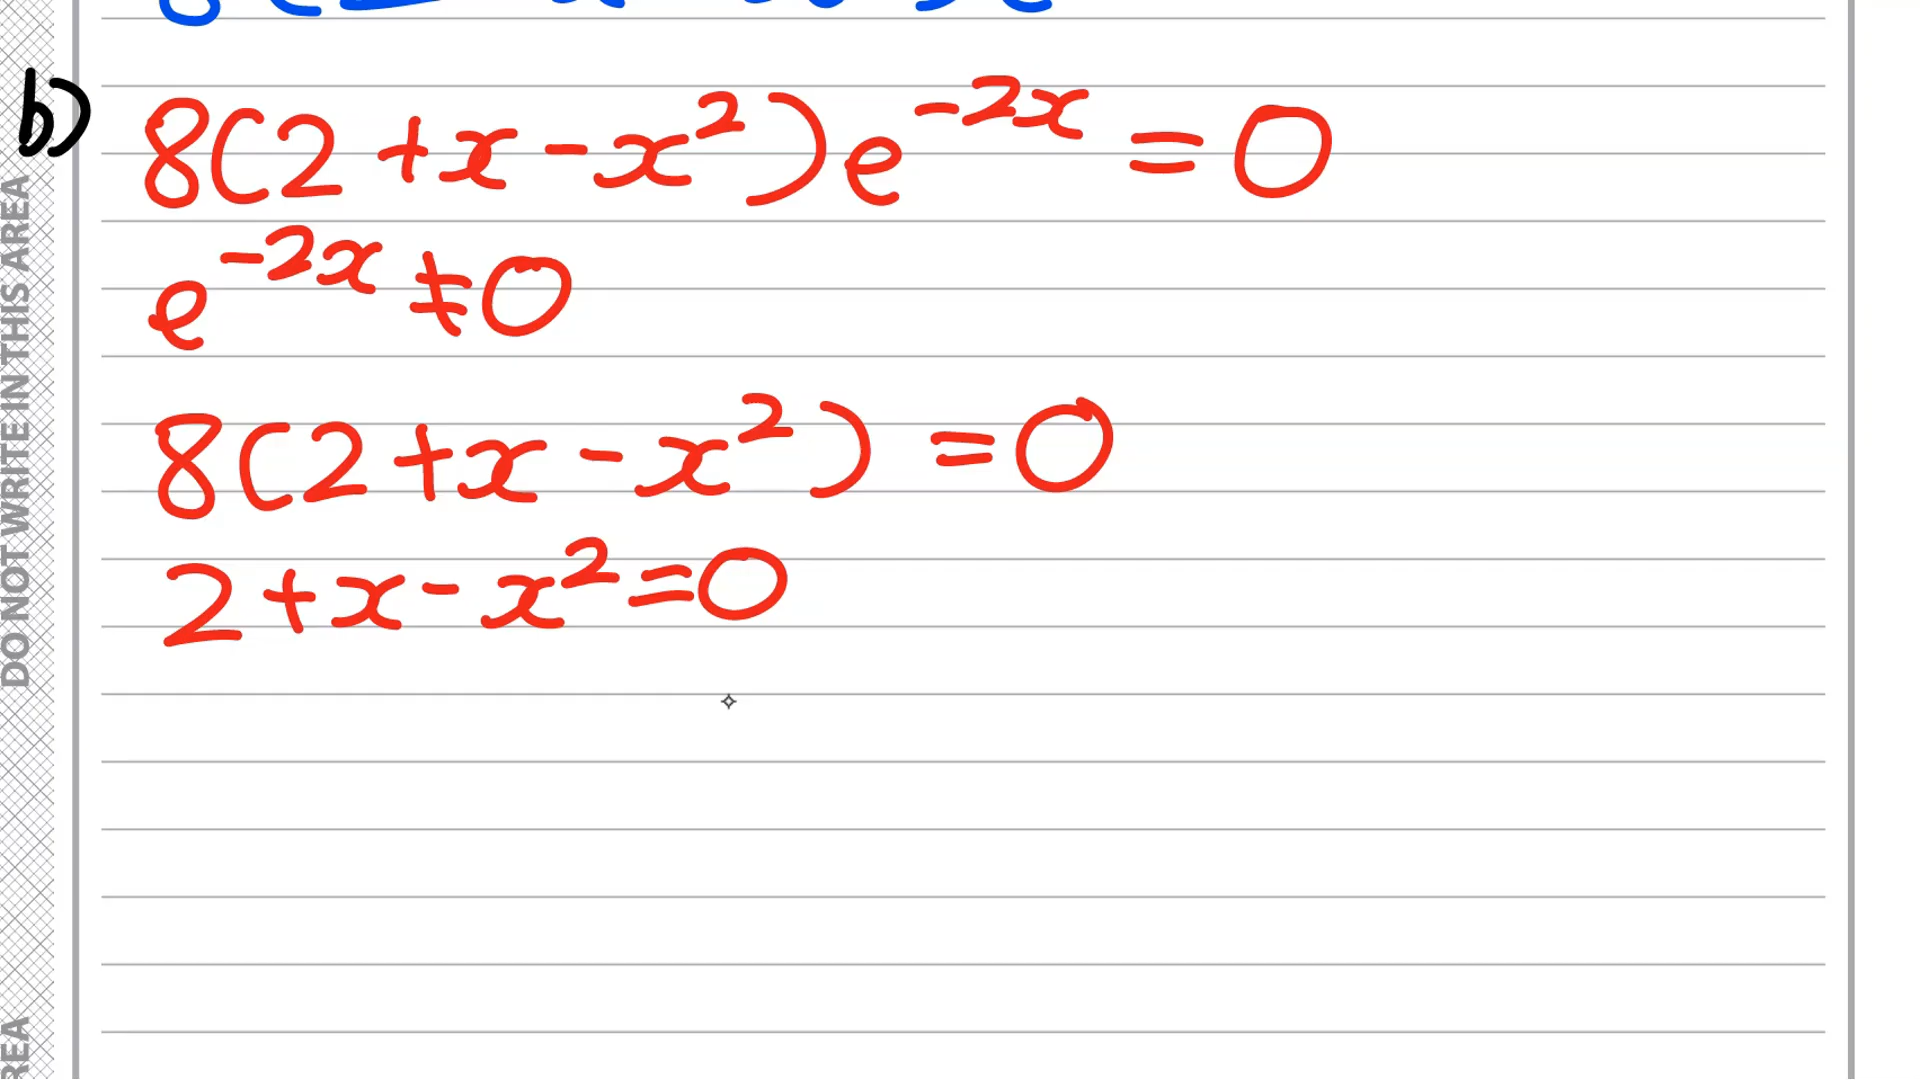 b) 8(2+x-x²)e^{-2x} = 0
e^{-2x} ≠ 0
8(2+x-x²) = 0
2+x-x²=0
DO NOT WRITE IN THIS AREA
REA